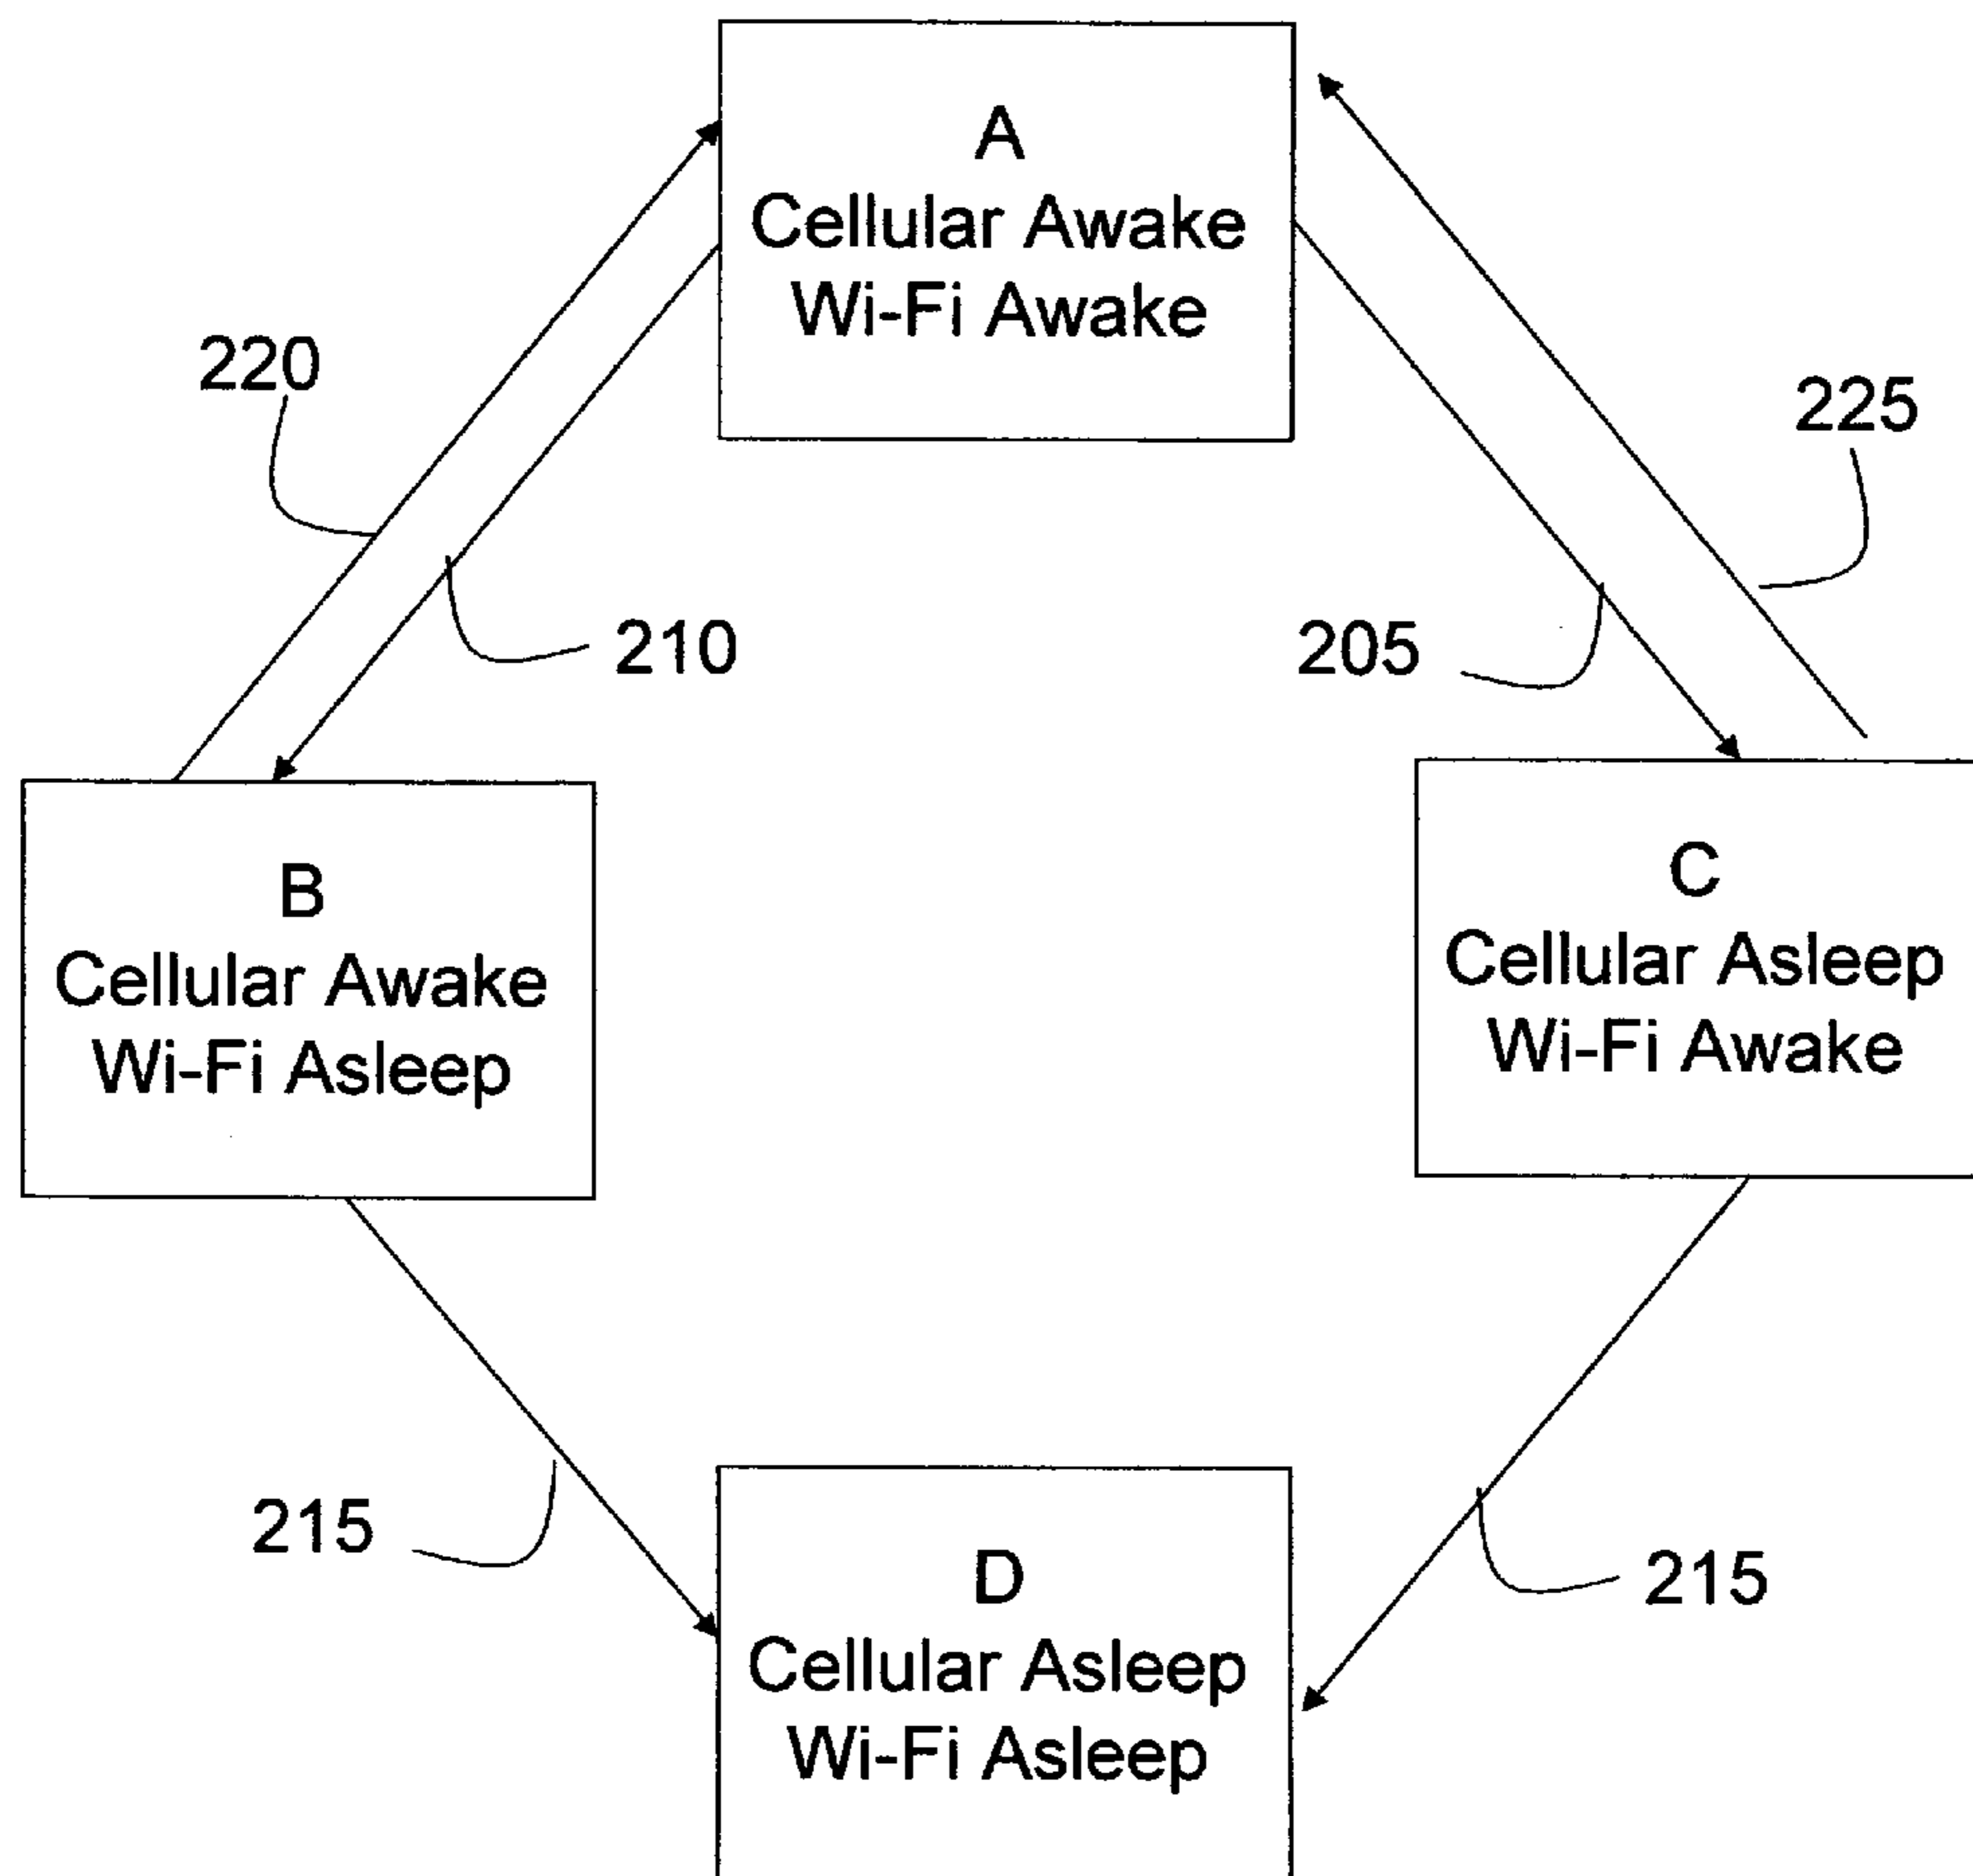 A
Cellular Awake
Wi-Fi Awake
220
225
210
205
B
Cellular Awake
Wi-Fi Asleep
C
Cellular Asleep
Wi-Fi Awake
215
215
D
Cellular Asleep
Wi-Fi Asleep